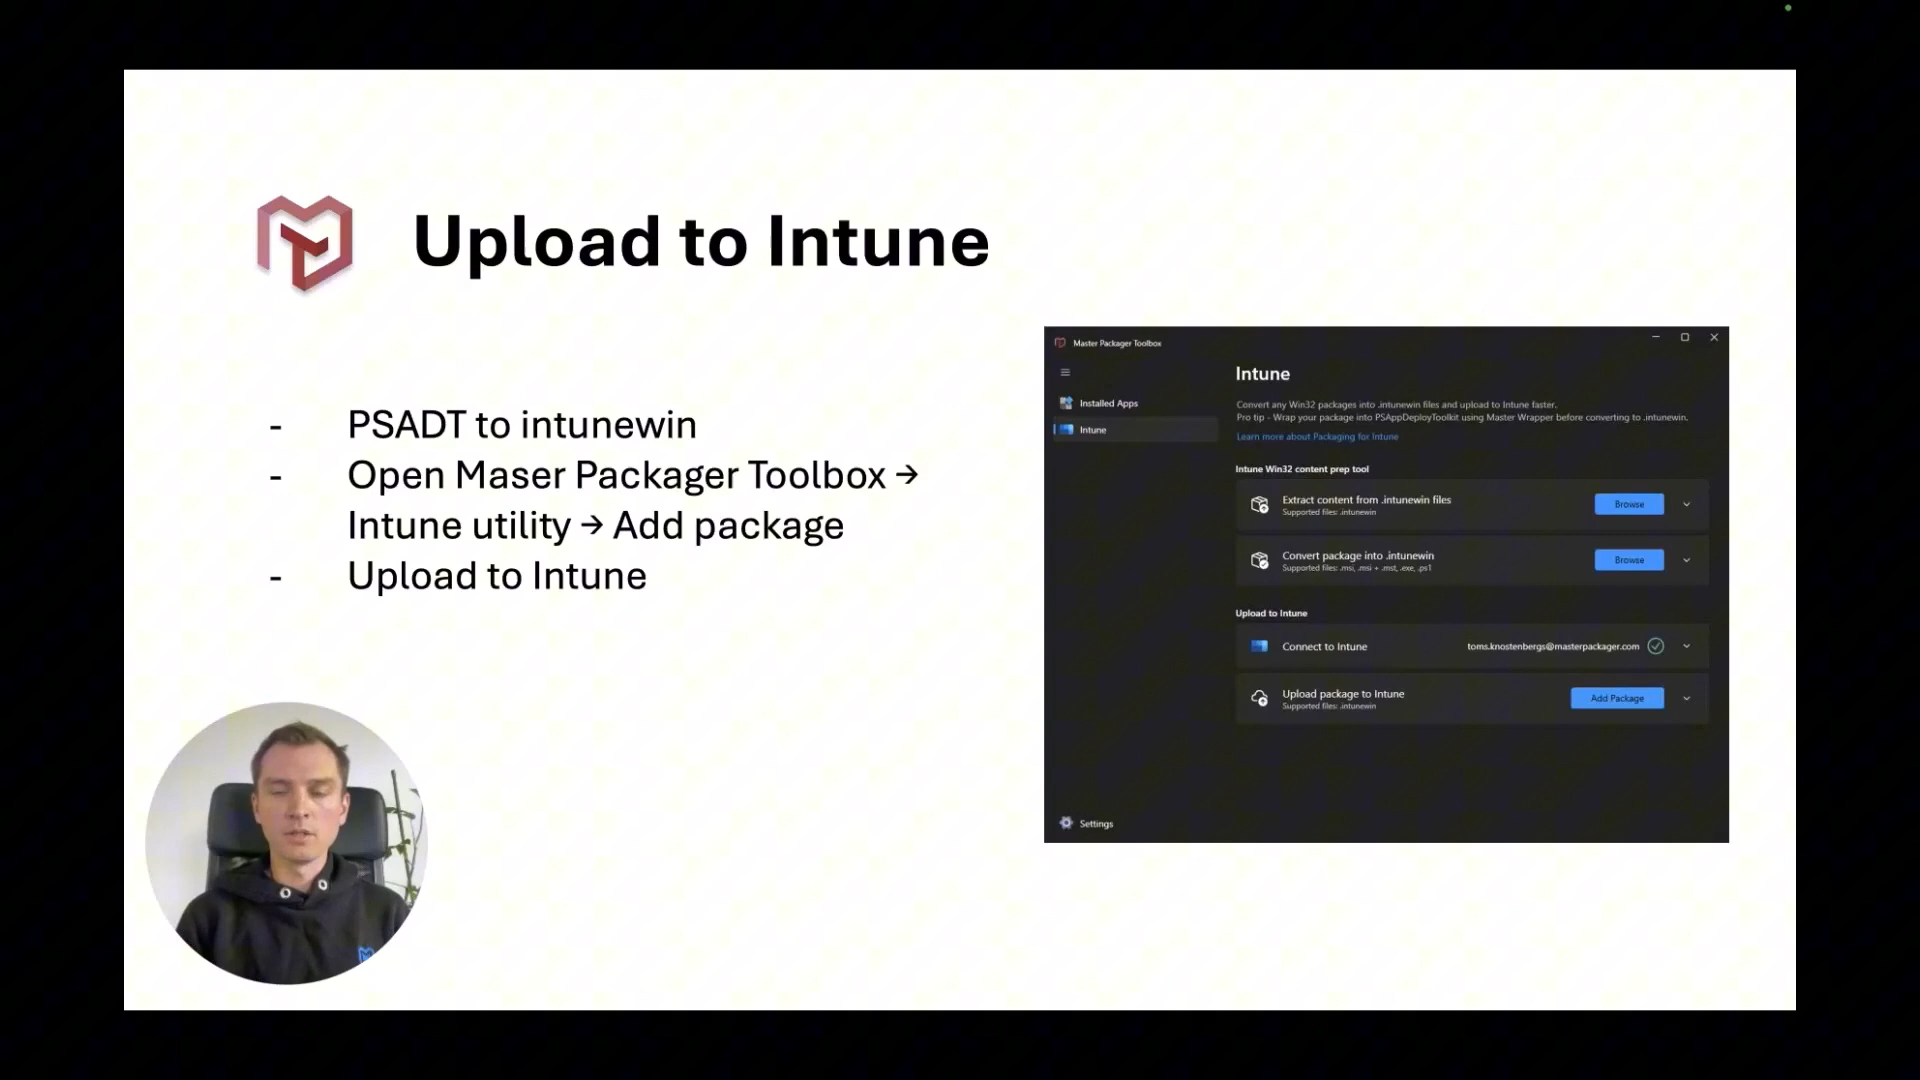 Upload to Intune
- PSADT to intunewin
- Open Maser Packager Toolbox →
Intune utility → Add package
- Upload to Intune
Master Packager Toolbox
Installed Apps
Intune
Settings
Intune
Convert any Win32 packages into .intunewin files and upload to Intune faster.
Pro tip - Wrap your package into PSAppDeployToolkit using Master Wrapper before converting to .intunewin.
Learn more about Packaging for Intune
Intune Win32 content prep tool
Extract content from .intunewin files
Supported files: .intunewin
Browse
Convert package into .intunewin
Supported files: .msi, .msi + .mst, .exe, .ps1
Browse
Upload to Intune
Connect to Intune
toms.knostenbergs@masterpackager.com
Upload package to Intune
Supported files: .intunewin
Add Package